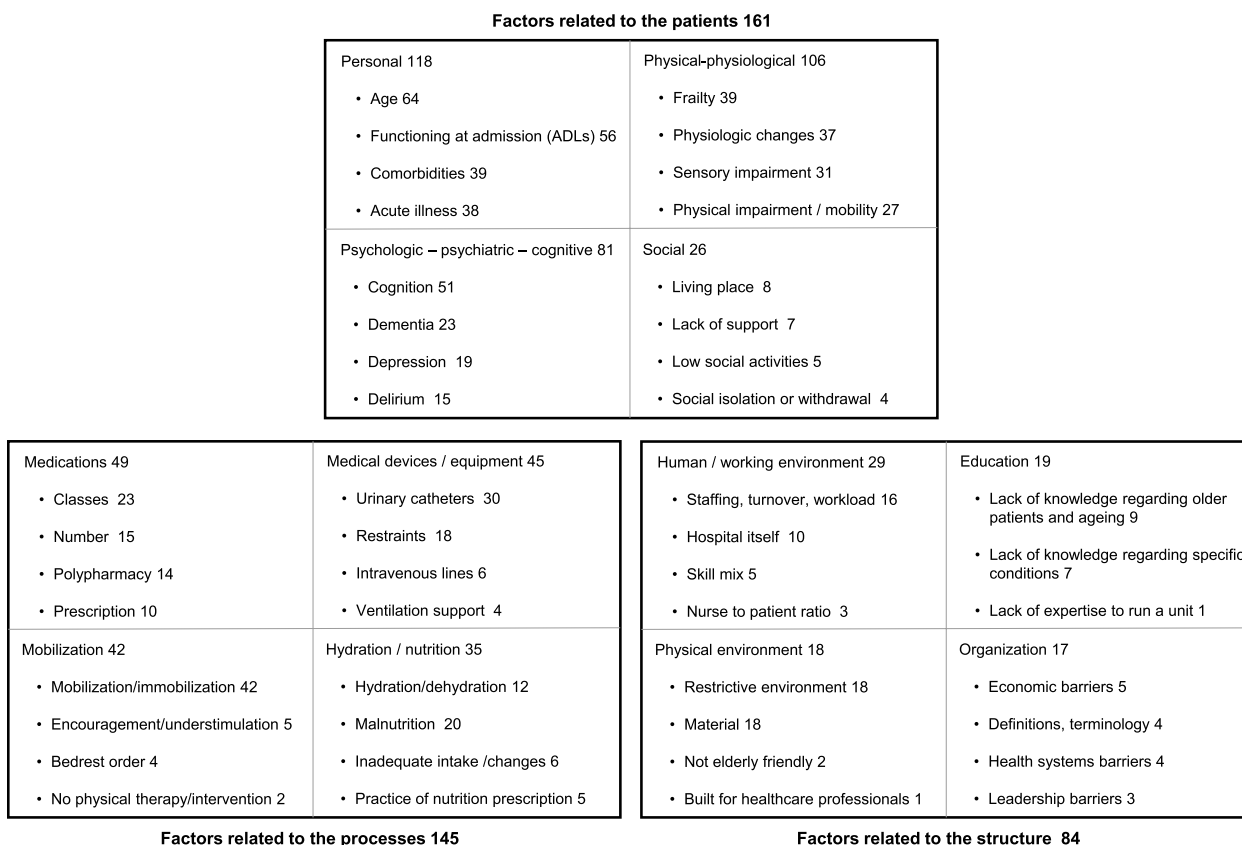 Factors related to the patients 161
Personal 118
• Age 64
• Functioning at admission (ADLs) 56
• Comorbidities 39
• Acute illness 38
Physical-physiological 106
• Frailty 39
• Physiologic changes 37
• Sensory impairment 31
• Physical impairment / mobility 27
Psychologic – psychiatric – cognitive 81
• Cognition 51
• Dementia 23
• Depression 19
• Delirium 15
Social 26
• Living place 8
• Lack of support 7
• Low social activities 5
• Social isolation or withdrawal 4
Medications 49
• Classes 23
• Number 15
• Polypharmacy 14
• Prescription 10
Medical devices / equipment 45
• Urinary catheters 30
• Restraints 18
• Intravenous lines 6
• Ventilation support 4
Mobilization 42
• Mobilization/immobilization 42
• Encouragement/understimulation 5
• Bedrest order 4
• No physical therapy/intervention 2
Hydration / nutrition 35
• Hydration/dehydration 12
• Malnutrition 20
• Inadequate intake /changes 6
• Practice of nutrition prescription 5
Factors related to the processes 145
Human / working environment 29
• Staffing, turnover, workload 16
• Hospital itself 10
• Skill mix 5
• Nurse to patient ratio 3
Education 19
• Lack of knowledge regarding older
patients and ageing 9
• Lack of knowledge regarding specific
conditions 7
• Lack of expertise to run a unit 1
Physical environment 18
• Restrictive environment 18
• Material 18
• Not elderly friendly 2
• Built for healthcare professionals 1
Organization 17
• Economic barriers 5
• Definitions, terminology 4
• Health systems barriers 4
• Leadership barriers 3
Factors related to the structure 84